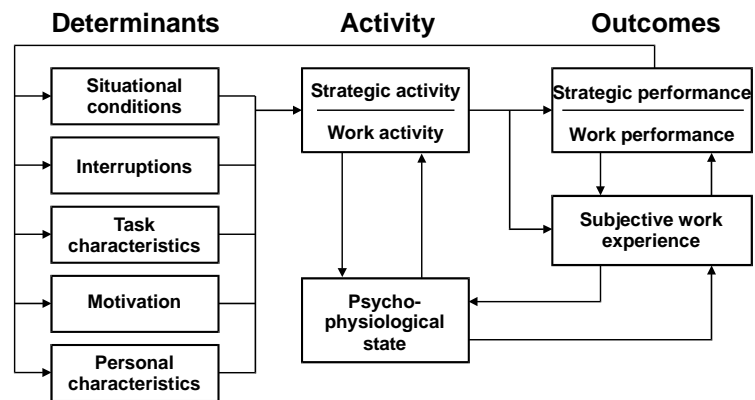 Determinants
Activity
Outcomes
Situational
conditions
Interruptions
Task
characteristics
Motivation
Personal
characteristics
Strategic activity
Work activity
Psycho-
physiological
state
Strategic performance
Work performance
Subjective work
experience